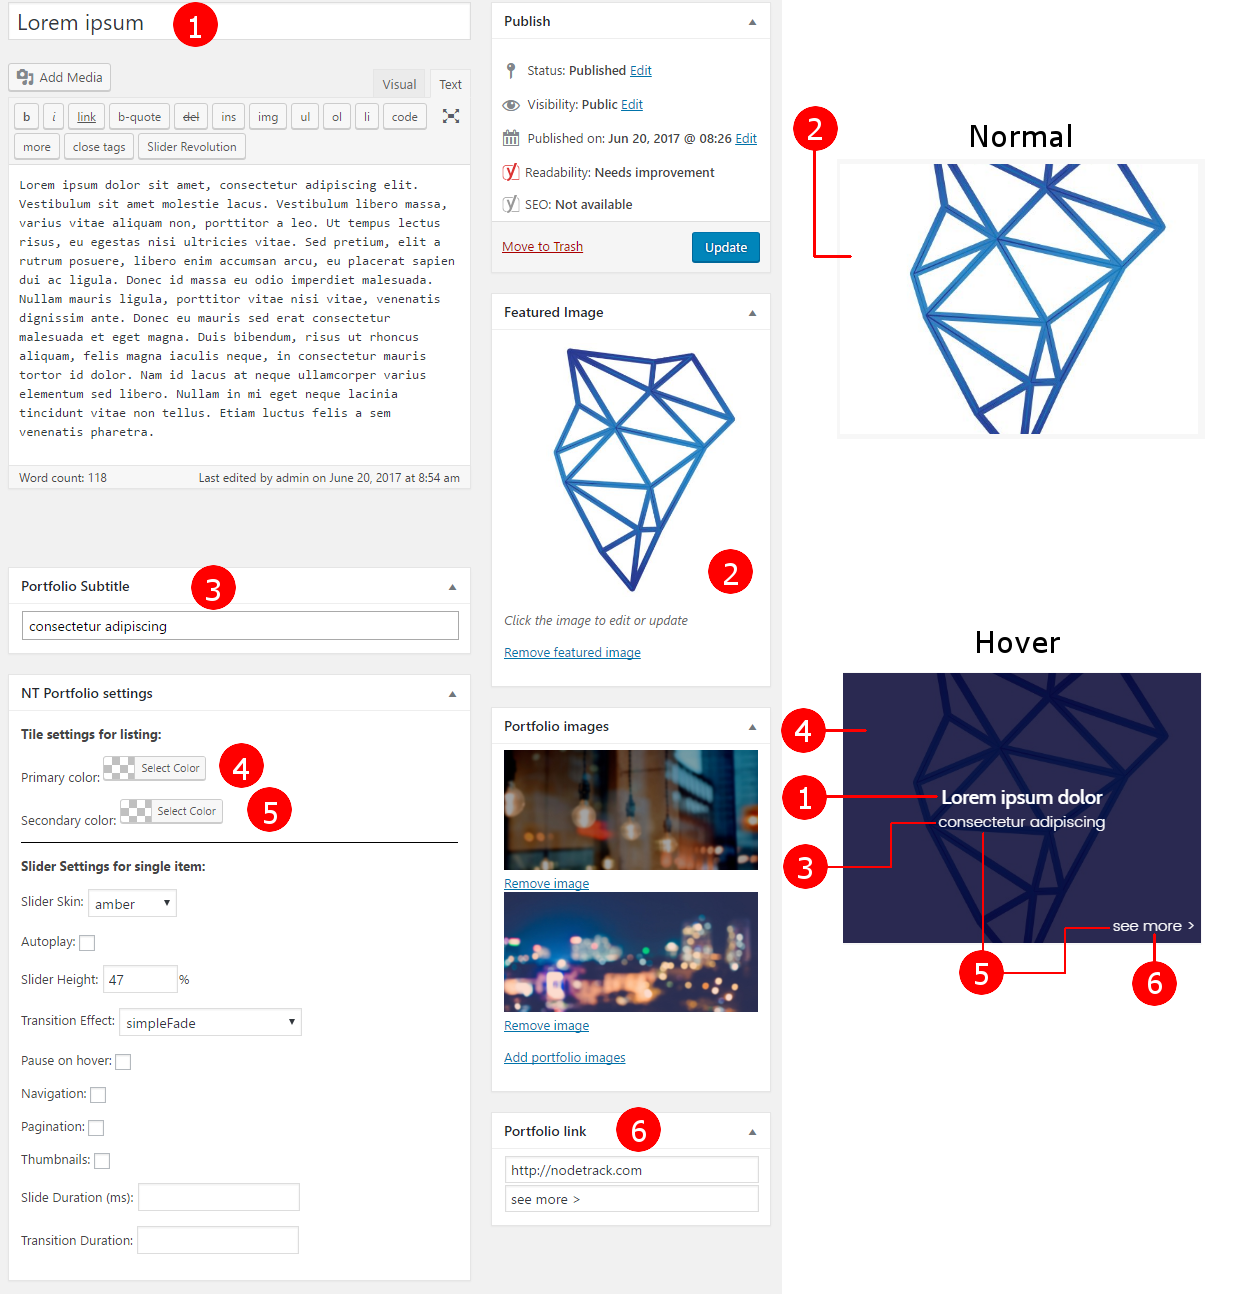 Lorem ipsum
1
Add Media
Visual
Text
b
i
link
b-quote
del
ins
img
ul
ol
li
code
more
close tags
Slider Revolution
Lorem ipsum dolor sit amet, consectetur adipiscing elit.
Vestibulum sit amet molestie lacus. Vestibulum libero massa,
varius vitae aliquam non, porttitor a leo. Ut tempus lectus
risus, eu egestas nisi ultricies vitae. Sed pretium, elit a
rutrum posuere, libero enim accumsan arcu, eu placerat sapien
dui ac ligula. Donec id massa eu odio imperdiet malesuada.
Nullam mauris ligula, porttitor vitae nisi vitae, venenatis
dignissim ante. Donec eu mauris sed erat consectetur
malesuada et eget magna. Duis bibendum, risus ut rhoncus
aliquam, felis magna iaculis neque, in consectetur mauris
tortor id dolor. Nam id lacus at neque ullamcorper varius
elementum sed libero. Nullam in mi eget neque lacinia
tincidunt vitae non tellus. Etiam luctus felis a sem
venenatis pharetra.
Word count: 118
Last edited by admin on June 20, 2017 at 8:54 am
Portfolio Subtitle
3
consectetur adipiscing
NT Portfolio settings
Tile settings for listing:
Primary color: Select Color
4
Secondary color: Select Color
5
Slider Settings for single item:
Slider Skin: amber
Autoplay:
Slider Height: 47 %
Transition Effect: simpleFade
Pause on hover:
Navigation:
Pagination:
Thumbnails:
Slide Duration (ms):
Transition Duration:
Publish
Status: Published Edit
Visibility: Public Edit
Published on: Jun 20, 2017 @ 08:26 Edit
Readability: Needs improvement
SEO: Not available
Move to Trash
Update
Featured Image
2
Click the image to edit or update
Remove featured image
Portfolio images
Remove image
Remove image
Add portfolio images
Portfolio link
6
http://nodetrack.com
see more >
2
Normal
Hover
4
1
Lorem ipsum dolor
consectetur adipiscing
3
see more >
5
6